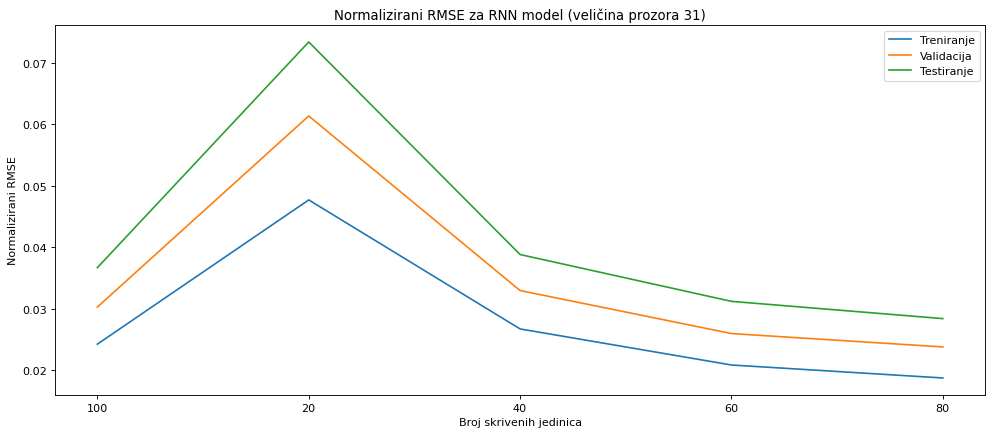 Normalizirani RMSE za RNN model (veličina prozora 31)
Treniranje
Validacija
Testiranje
Normalizirani RMSE
0.07
0.06
0.05
0.04
0.03
0.02
100
20
40
60
80
Broj skrivenih jedinica